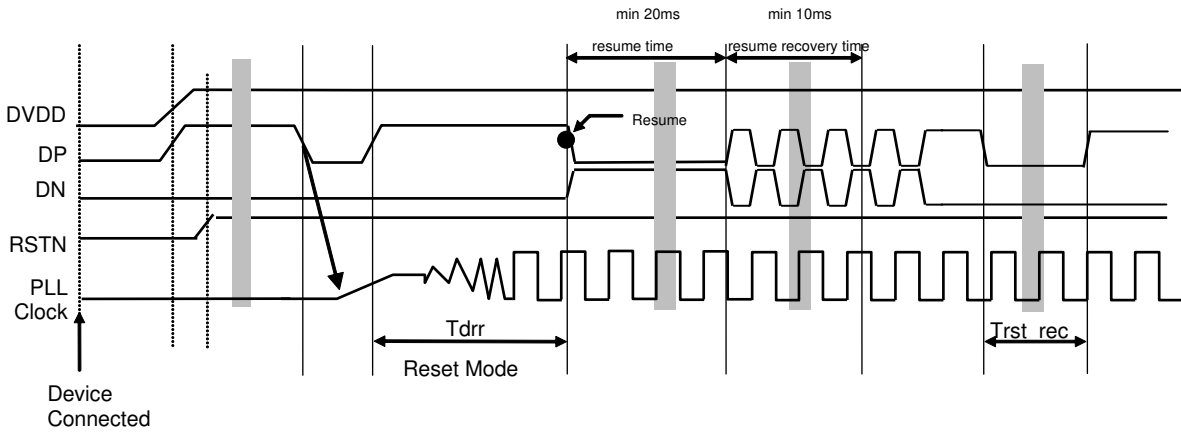 min 20ms
min 10ms
resume time
resume recovery time
DVDD
Resume
DP
DN
RSTN
PLL
Clock
Tdrr
Trst_rec
Reset Mode
Device
Connected